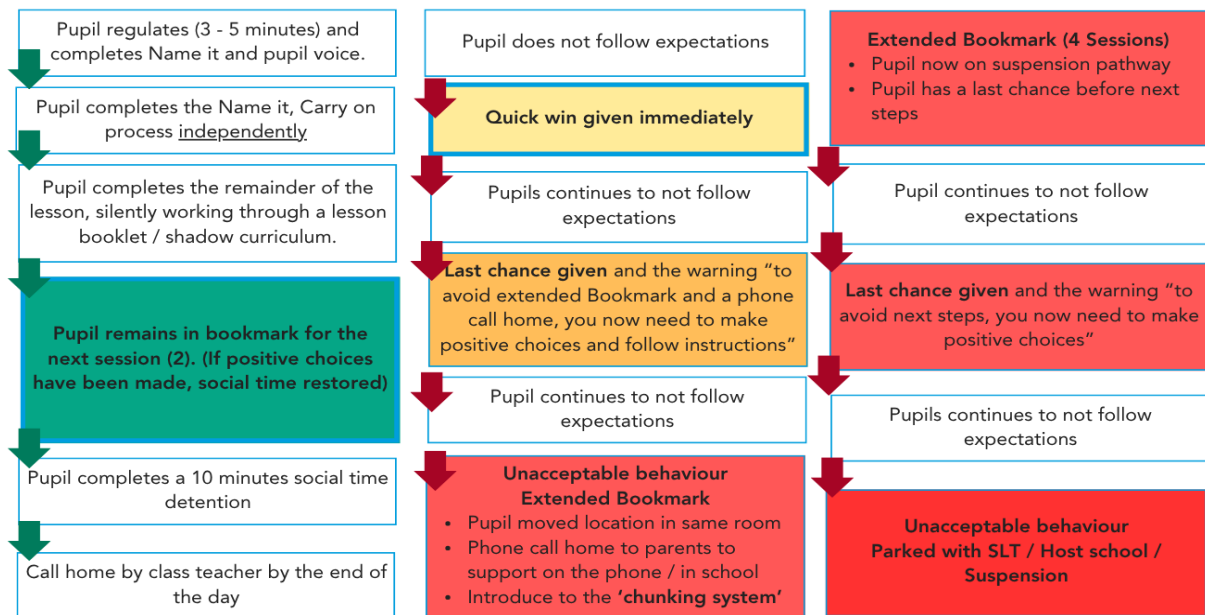 Pupil regulates (3 - 5 minutes) and
completes Name it and pupil voice.
Pupil completes the Name it, Carry on
process independently
Pupil completes the remainder of the
lesson, silently working through a lesson
booklet / shadow curriculum.
Pupil remains in bookmark for the
next session (2). (If positive choices
have been made, social time restored)
Pupil completes a 10 minutes social time
detention
Call home by class teacher by the end of
the day
Pupil does not follow expectations
Quick win given immediately
Pupils continues to not follow
expectations
Last chance given and the warning “to
avoid extended Bookmark and a phone
call home, you now need to make
positive choices and follow instructions”
Pupil continues to not follow
expectations
Unacceptable behaviour
Extended Bookmark
• Pupil moved location in same room
• Phone call home to parents to
support on the phone / in school
• Introduce to the ‘chunking system’
Extended Bookmark (4 Sessions)
• Pupil now on suspension pathway
• Pupil has a last chance before next
steps
Pupil continues to not follow
expectations
Last chance given and the warning “to
avoid next steps, you now need to make
positive choices”
Pupils continues to not follow
expectations
Unacceptable behaviour
Parked with SLT / Host school /
Suspension